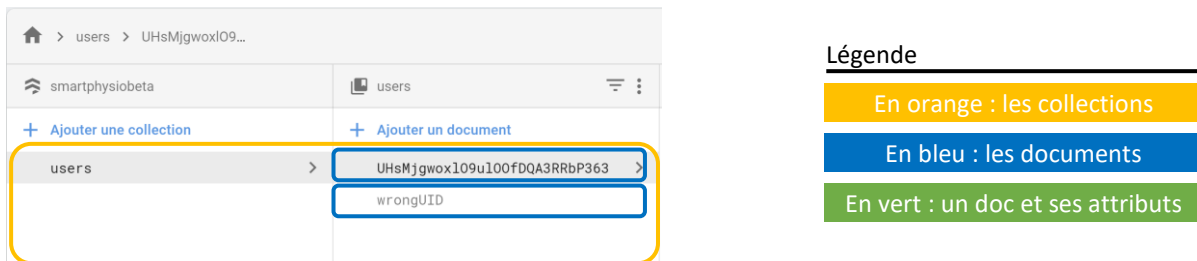 > users > UHsMjgwoxlO9…
smartphysiobeta
users
+ Ajouter une collection
+ Ajouter un document
users >
UHsMjgwoxlO9ulOOfDQA3RRbP363 >
wrongUID
Légende
En orange : les collections
En bleu : les documents
En vert : un doc et ses attributs